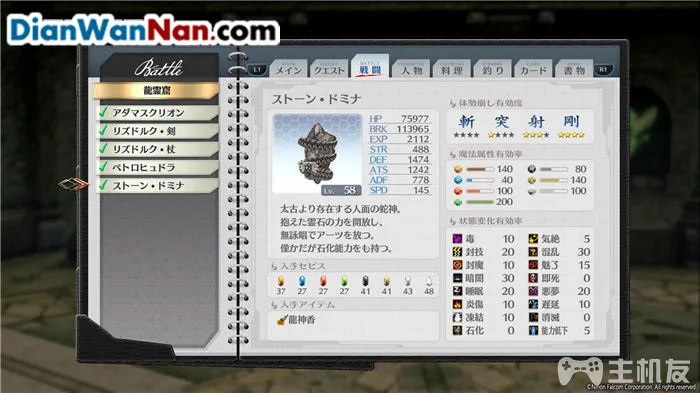 DianWanNan.com
Battle
龍霊窟
アダマスクリオン
リズドルク・剣
リズドルク・杖
ペトロヒュドラ
ストーン・ドミナ
L1
MAIN
メイン
QUEST
クエスト
BATTLE
戦闘
人物
COOKING
料理
FISHING
釣り
CARD
カード
BOOK
書物
R1
ストーン・ドミナ
Lv. 58
HP 75977
BRK 113965
EXP 2112
STR 488
DEF 1474
ATS 1242
ADF 778
SPD 145
太古より存在する人面の蛇神。
抱えた霊石の力を開放し、
無詠唱でアーツを放つ。
僅かだが石化能力をも持つ。
入手セピス
37 27 27 27 41 41 43 48
入手アイテム
龍神香
体勢崩し有効度
斬 突 射 剛
★★★★ ★★★★ ★★★★ ★★★★
魔法属性有効率
140 80
40 140
100 100
200
状態変化有効率
毒 10 気絶 5
封技 20 混乱 30
封魔 10 魅了 15
暗闇 30 即死 0
睡眠 20 悪夢 20
炎傷 10 遅延 10
凍結 10 消滅 0
石化 0 能力低下 5
主机友
©Nihon Falcom Corporation. All Rights Reserved.